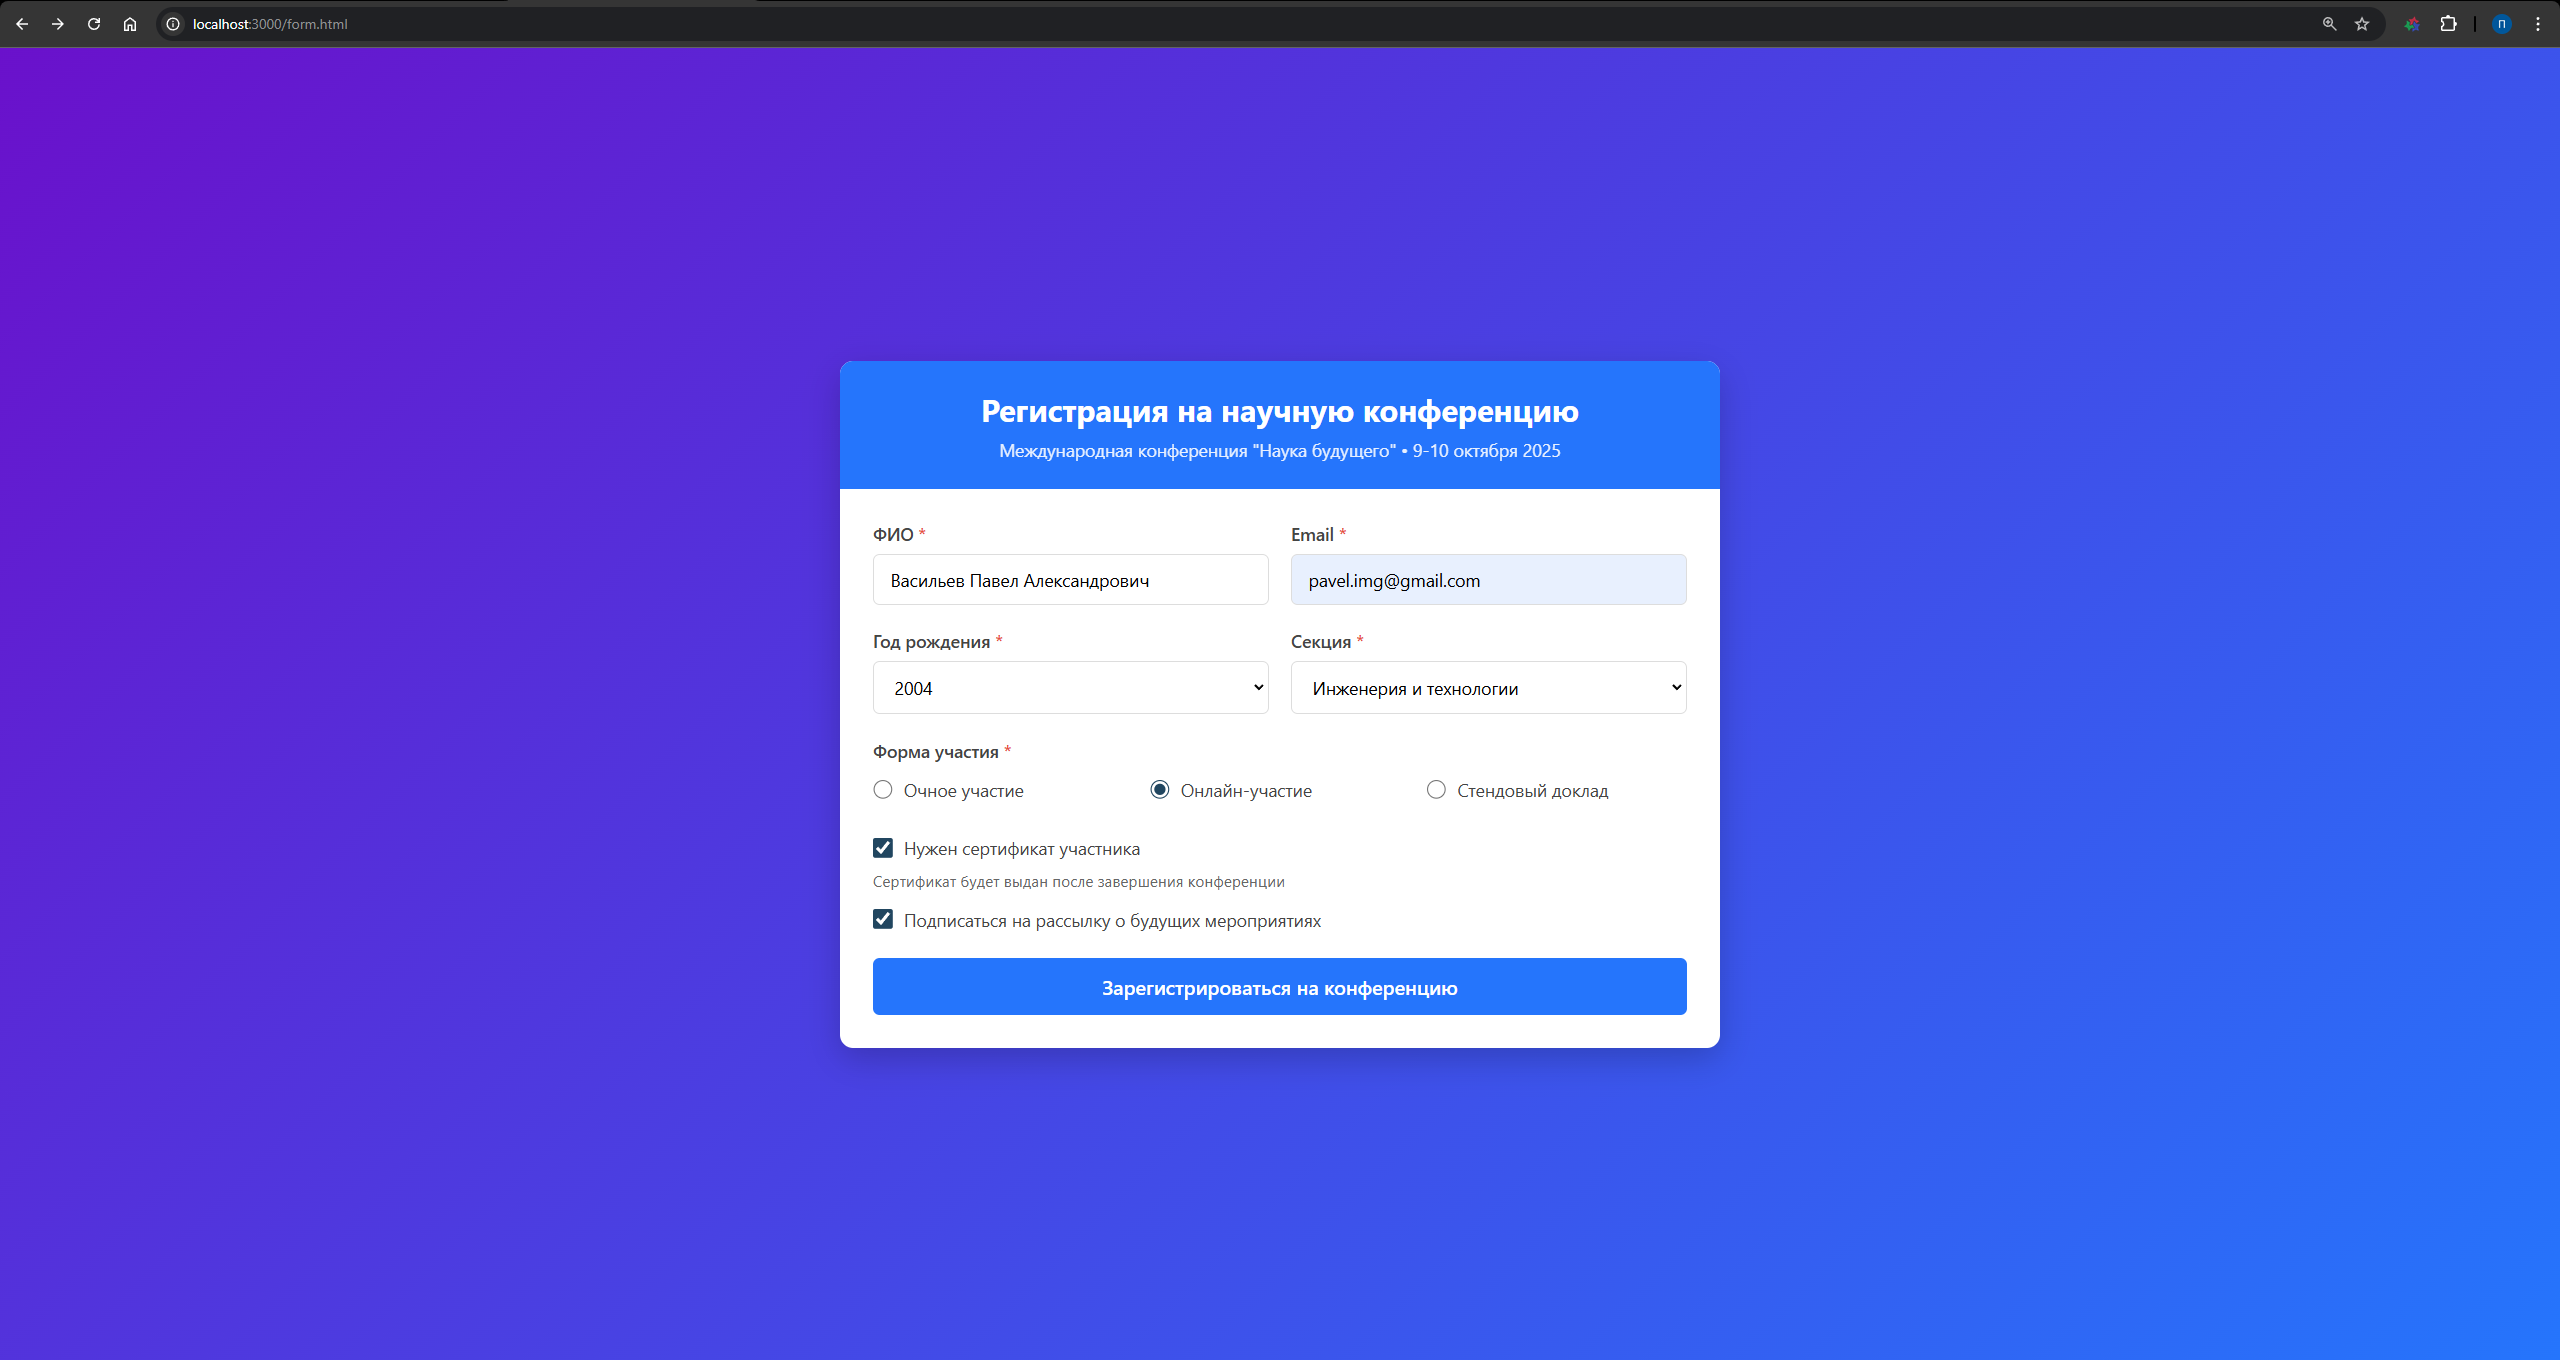 localhost:3000/form.html
П
Регистрация на научную конференцию
Международная конференция "Наука будущего" • 9-10 октября 2025
ФИО *
Email *
Васильев Павел Александрович
pavel.img@gmail.com
Год рождения *
Секция *
2004
Инженерия и технологии
Форма участия *
Очное участие
Онлайн-участие
Стендовый доклад
Нужен сертификат участника
Сертификат будет выдан после завершения конференции
Подписаться на рассылку о будущих мероприятиях
Зарегистрироваться на конференцию